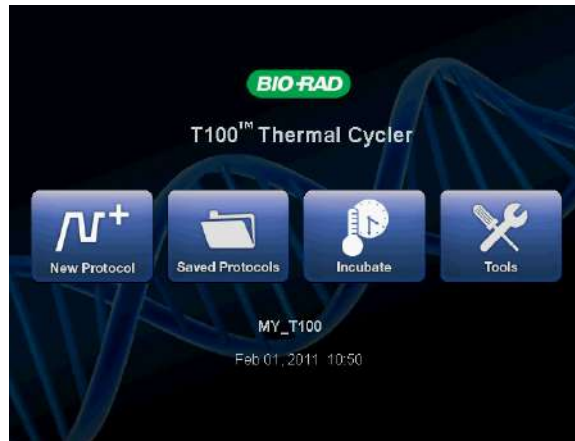 BIO-RAD
T100™ Thermal Cycler
New Protocol Saved Protocols Incubate Tools
MY_T100
Feb 01, 2011 10:50